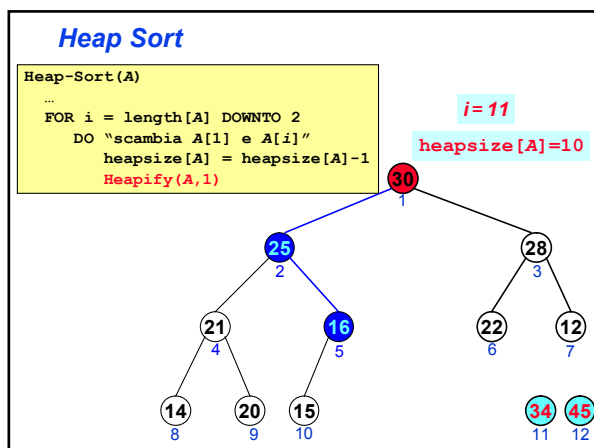 Heap Sort
Heap-Sort(A)
…
FOR i = length[A] DOWNTO 2
DO “scambia A[1] e A[i]”
heapsize[A] = heapsize[A]-1
Heapify(A,1)
i = 11
heapsize[A]=10
30
1
25 28
2 3
21 16 22 12
4 5 6 7
14 20 15 34 45
8 9 10 11 12